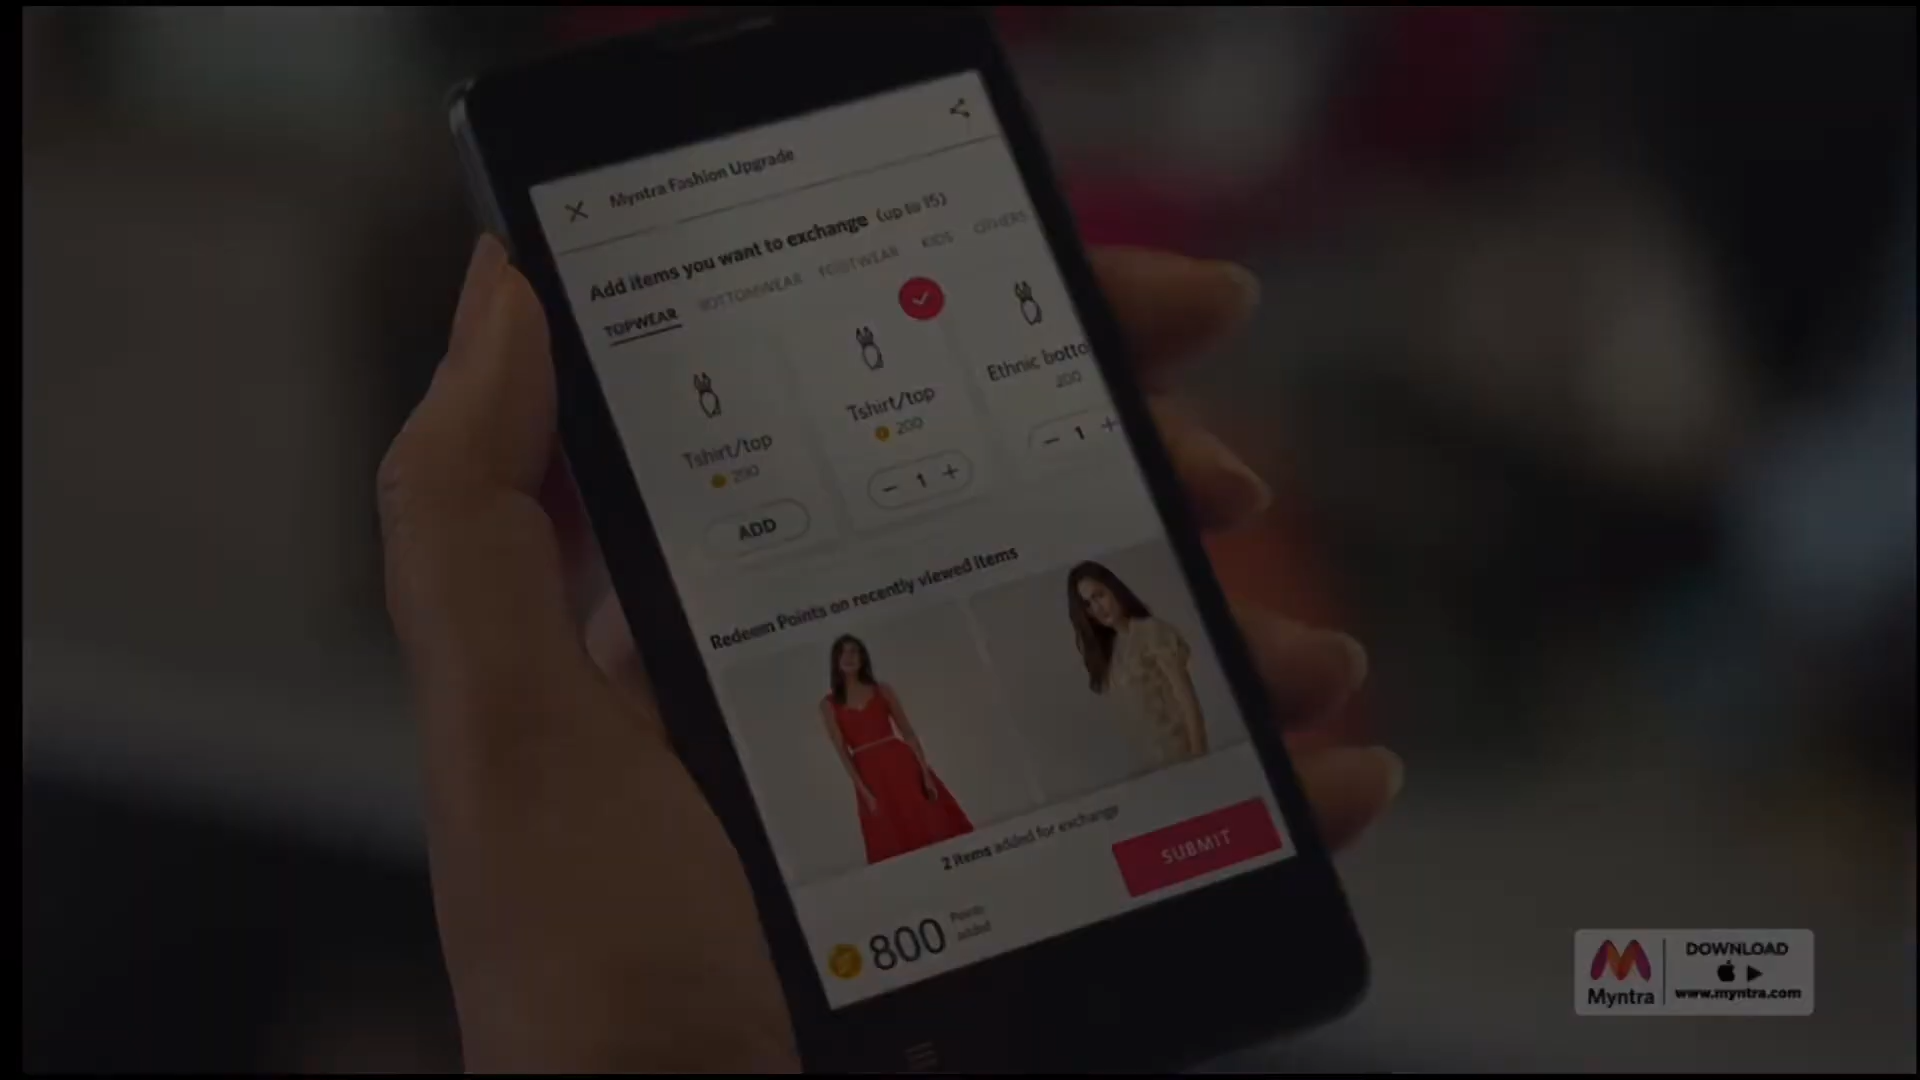 Myntra Fashion Upgrade
Add items you want to exchange (up to 15)
TOPWEAR BOTTOMWEAR FOOTWEAR KIDS OTHERS
Tshirt/top
200
ADD
Tshirt/top
200
− 1 +
Ethnic botto
200
− 1 +
Redeem Points on recently viewed items
2 items added for exchange
800 Points
added
SUBMIT
Myntra
DOWNLOAD
www.myntra.com